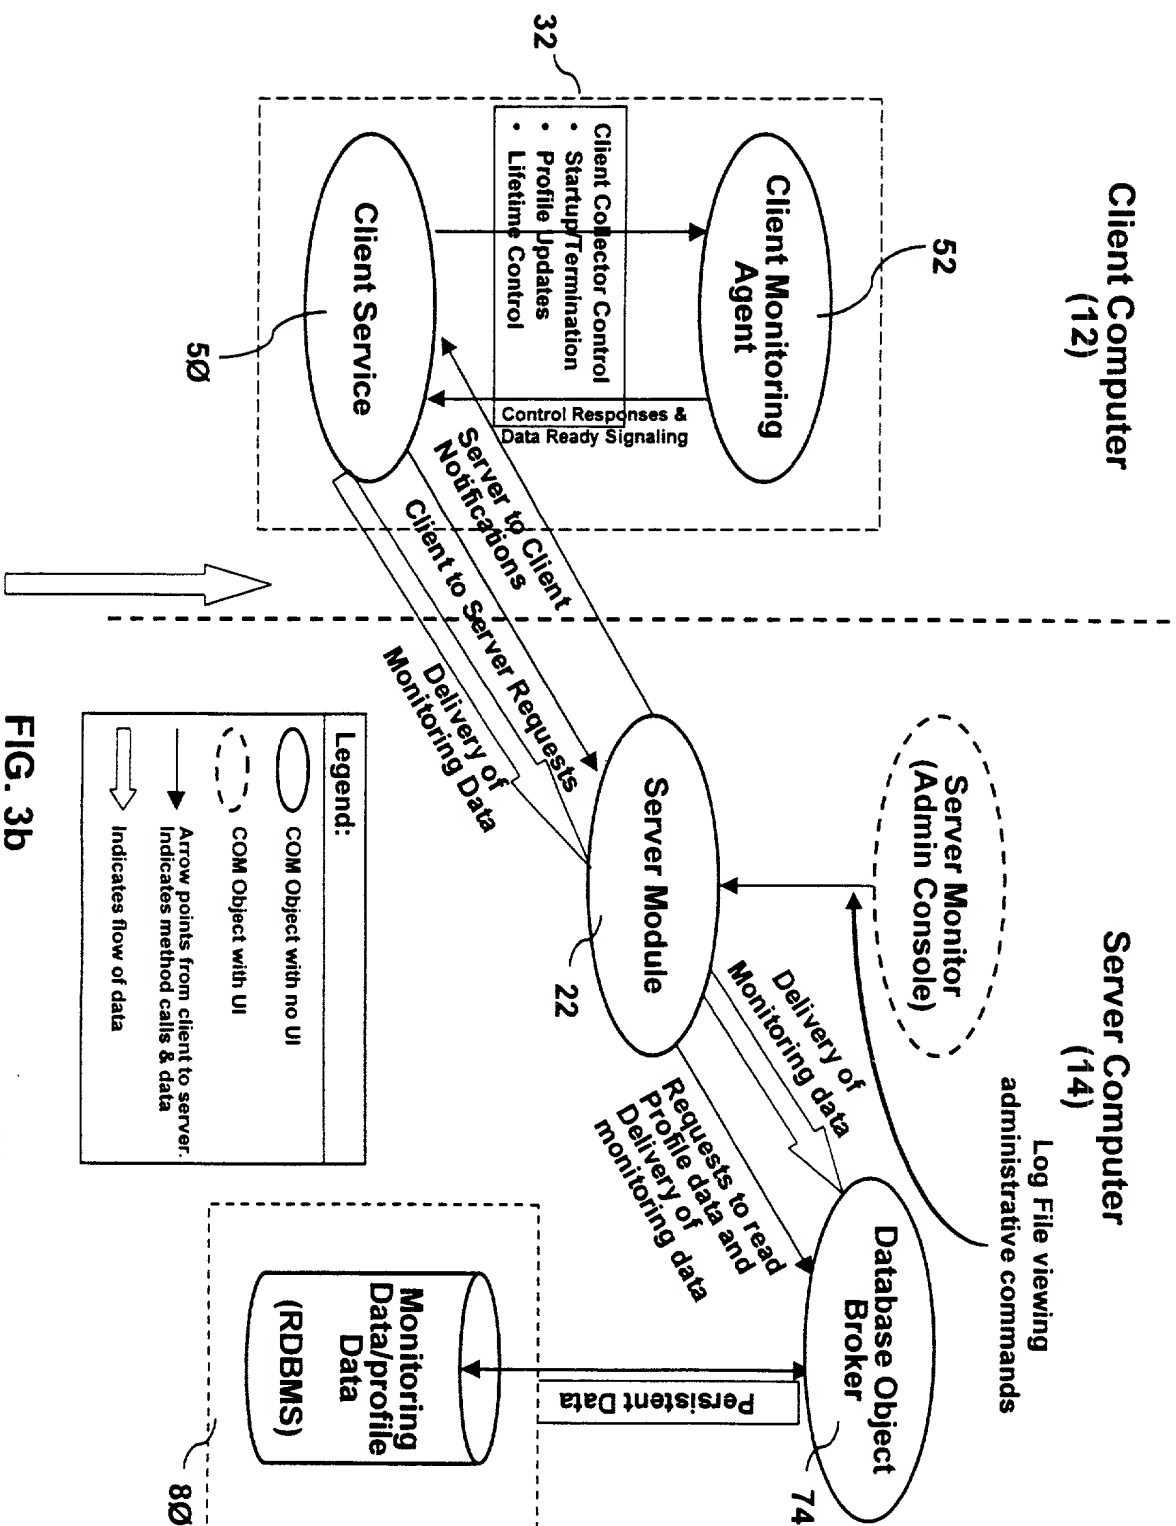 Client Computer
(12)
Server Computer
(14)
52
Client Monitoring
Agent
Server Monitor
(Admin Console)
Log File viewing
administrative commands
32
Client Collector Control
• Startup/Termination
• Profile Updates
• Lifetime Control
Control Responses &
Data Ready Signaling
Client Service
50
Server to Client
Notifications
Client to Server Requests
Delivery of
Monitoring Data
Server Module
22
Delivery of
Monitoring data
Requests to read
Profile data and
Delivery of
monitoring data
Database Object
Broker
74
Persistent Data
Monitoring
Data/profile
Data
(RDBMS)
80
Legend:
COM Object with no UI
COM Object with UI
Arrow points from client to server.
Indicates method calls & data
Indicates flow of data
FIG. 3b